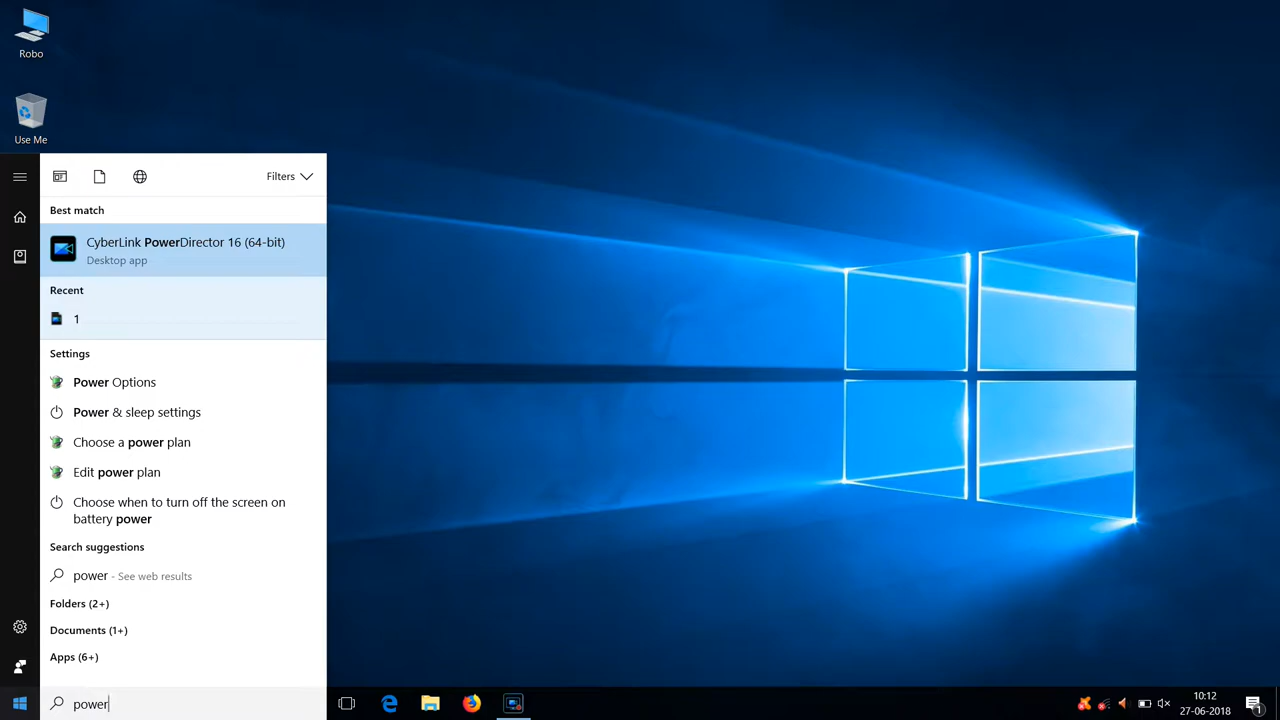 Robo
Use Me
Filters
Best match
CyberLink PowerDirector 16 (64-bit)
Desktop app
Recent
1
Settings
Power Options
Power & sleep settings
Choose a power plan
Edit power plan
Choose when to turn off the screen on
battery power
Search suggestions
power - See web results
Folders (2+)
Documents (1+)
Apps (6+)
power
10:12
27-06-2018
1